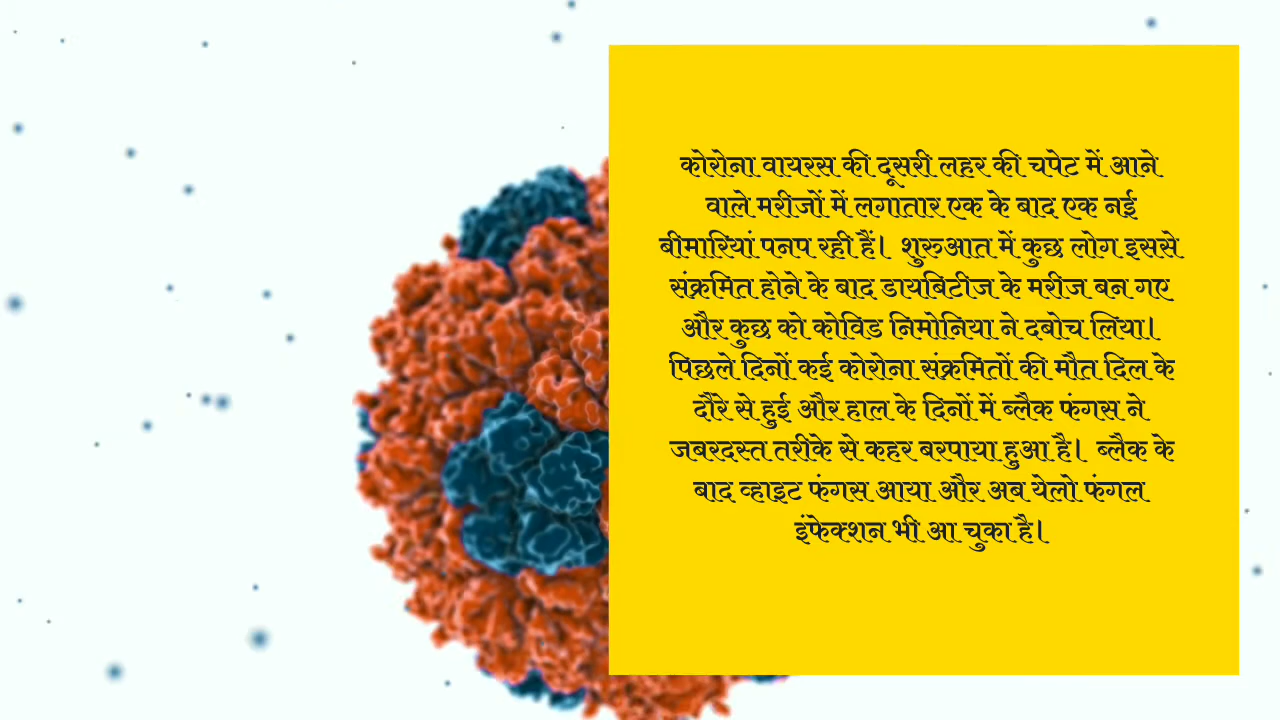 कोरोना वायरस की दूसरी लहर की चपेट में आने
वाले मरीजों में लगातार एक के बाद एक नई
बीमारियां पनप रही हैं। शुरुआत में कुछ लोग इससे
संक्रमित होने के बाद डायबिटीज के मरीज बन गए
और कुछ को कोविड निमोनिया ने दबोच लिया।
पिछले दिनों कई कोरोना संक्रमितों की मौत दिल के
दौरे से हुई और हाल के दिनों में ब्लैक फंगस ने
जबरदस्त तरीके से कहर बरपाया हुआ है। ब्लैक के
बाद व्हाइट फंगस आया और अब येलो फंगल
इंफेक्शन भी आ चुका है।